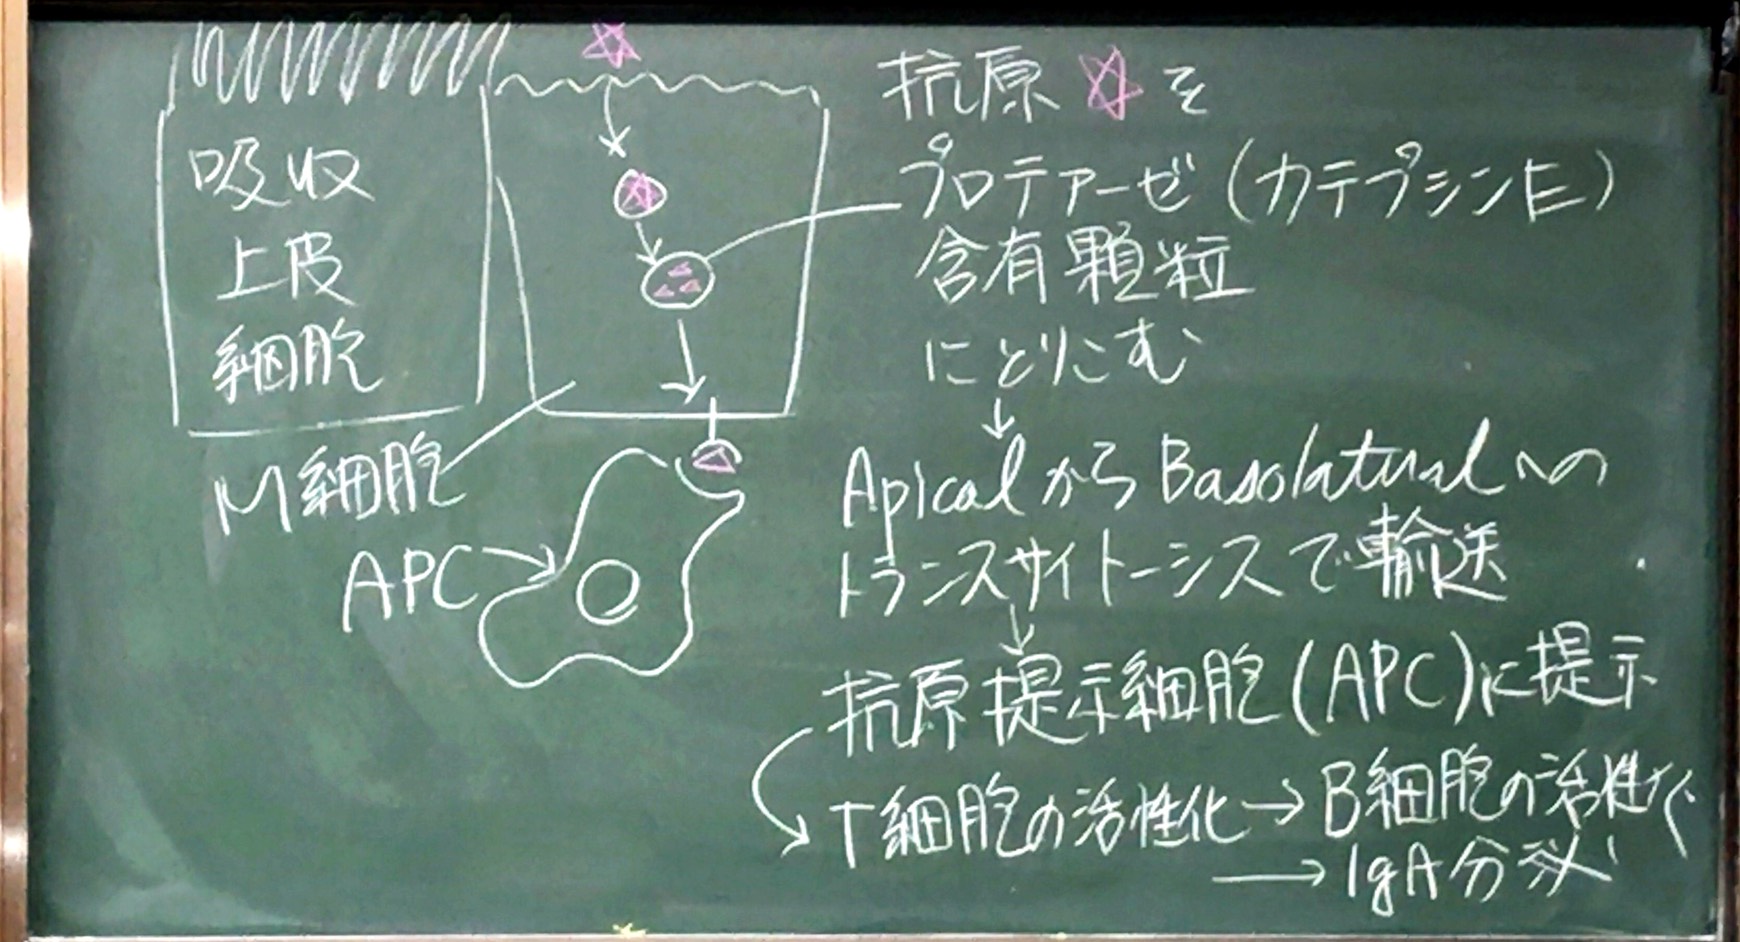 吸収
上皮
細胞
M細胞
APC
抗原☆を
プロテアーゼ(カテプシンE)
含有顆粒
にとりこむ
↓
ApicalからBasolateralへの
トランスサイトーシスで輸送
↓
抗原提示細胞(APC)に提示
T細胞の活性化→B細胞の活性化
→IgA分泌